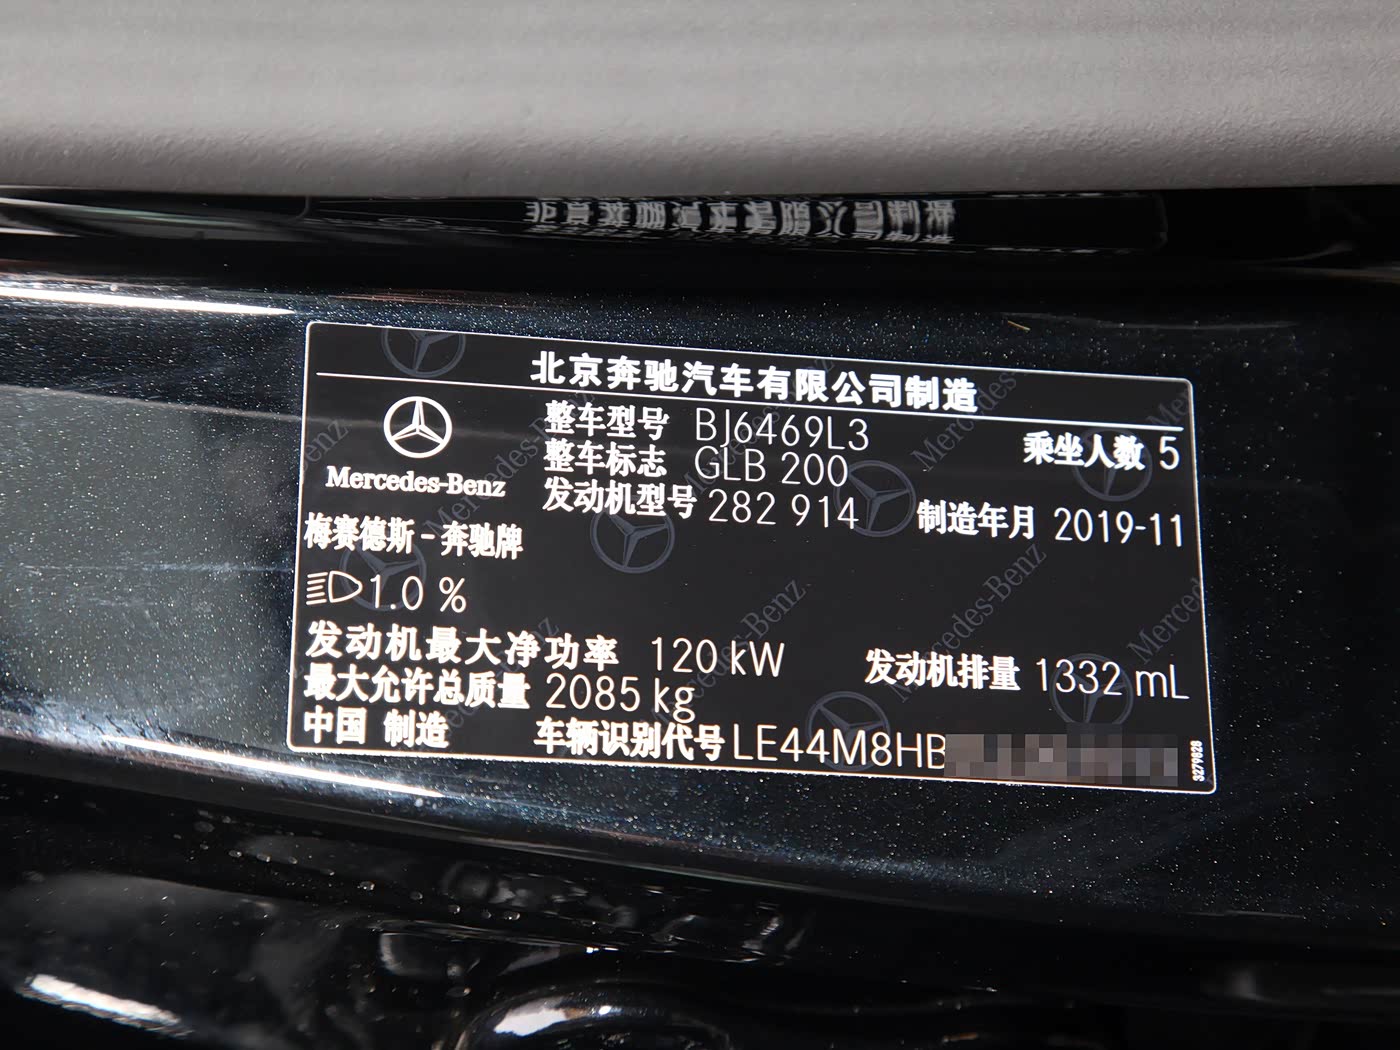 北京奔驰汽车有限公司制造
Mercedes-Benz
梅赛德斯-奔驰牌
整车型号 BJ6469L3 乘坐人数 5
整车标志 GLB 200
发动机型号 282 914 制造年月 2019-11
1.0 %
发动机最大净功率 120 kW 发动机排量 1332 mL
最大允许总质量 2085 kg
中国 制造 车辆识别代号 LE44M8HB
3279828